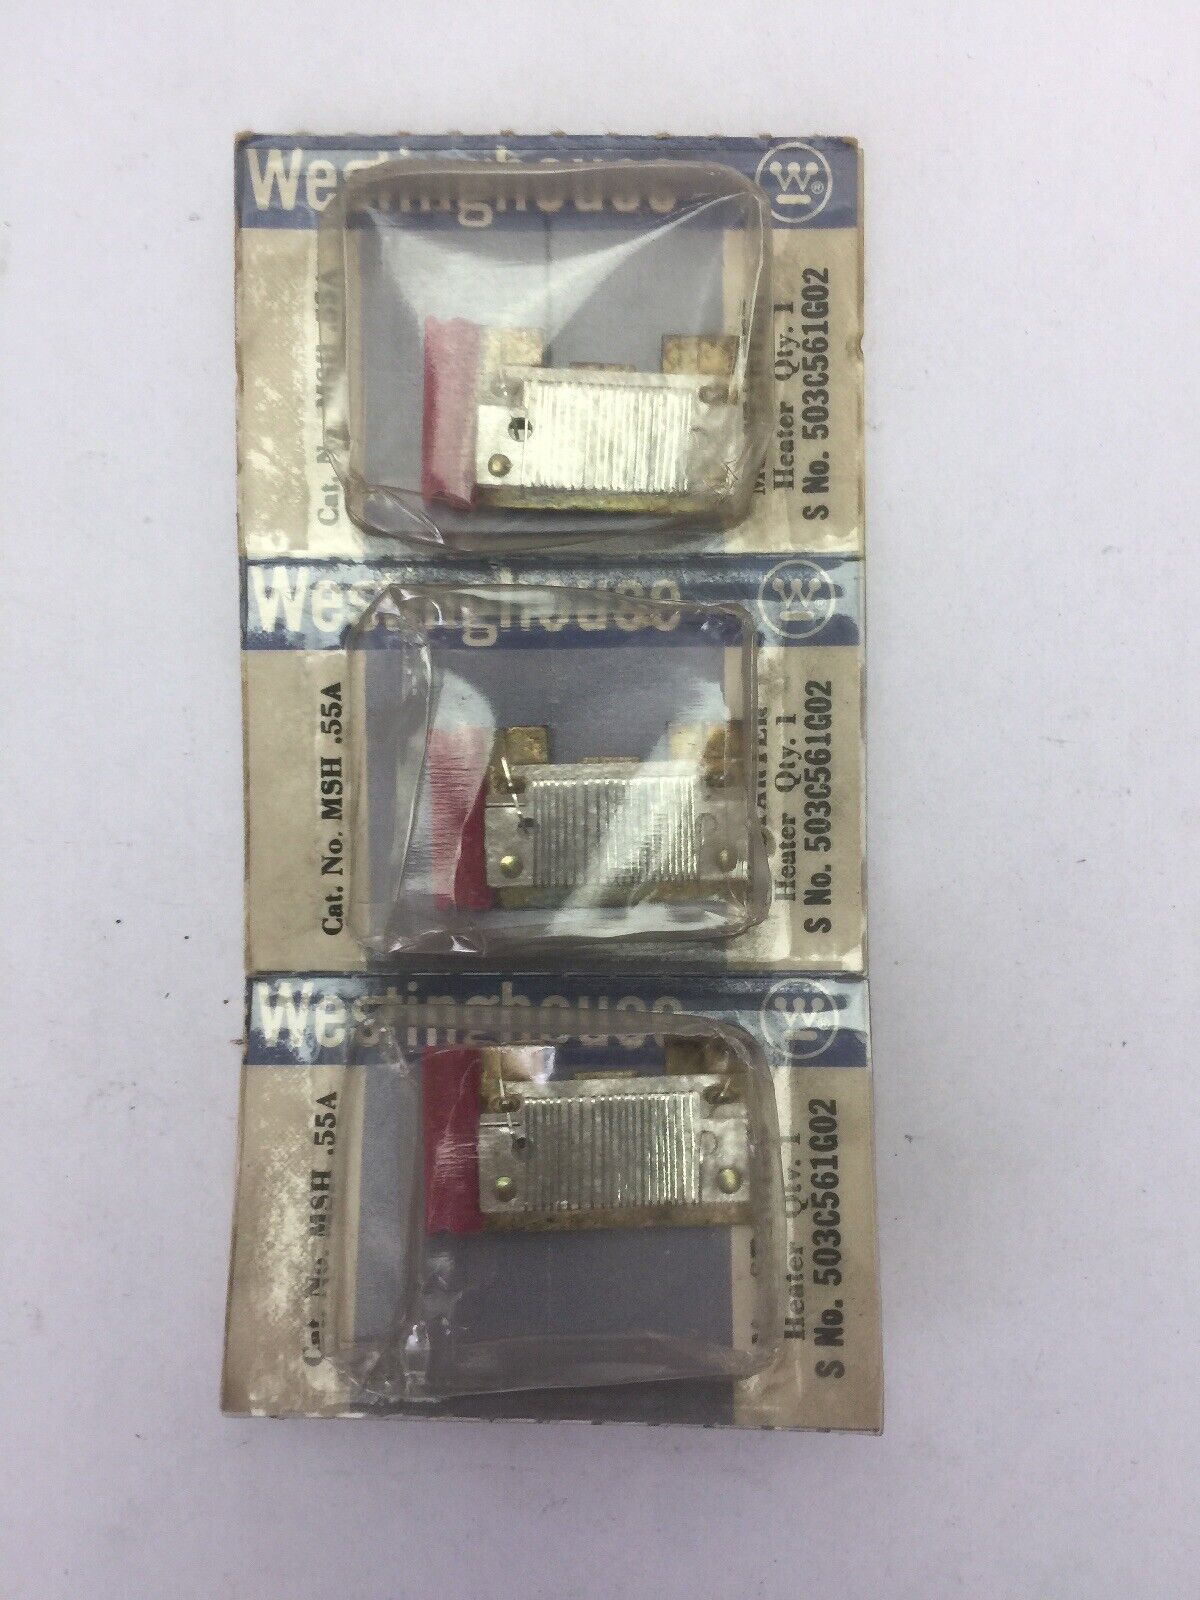 Westinghouse
W ®
Cat. No. MSH .55A
Heater Qty. 1
S No. 503C561G02
Westinghouse
W ®
Cat. No. MSH .55A
Heater Qty. 1
S No. 503C561G02
Westinghouse
W ®
Cat. No. MSH .55A
Heater Qty. 1
S No. 503C561G02